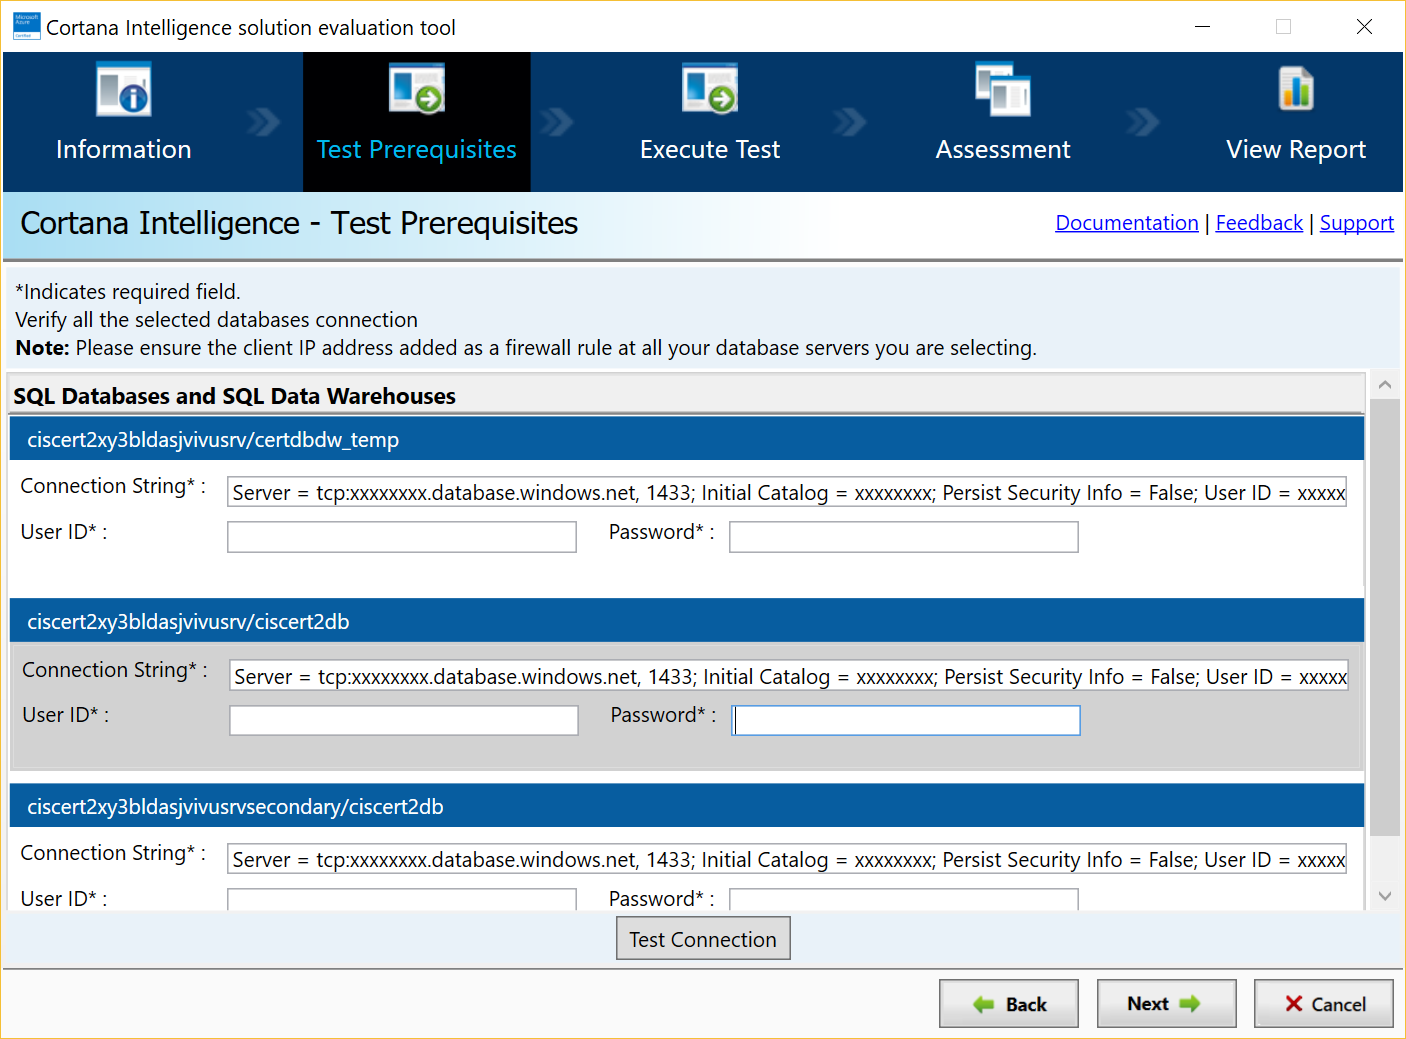 Microsoft Azure Certified
Cortana Intelligence solution evaluation tool
Information
Test Prerequisites
Execute Test
Assessment
View Report
Cortana Intelligence - Test Prerequisites
Documentation | Feedback | Support
*Indicates required field.
Verify all the selected databases connection
Note: Please ensure the client IP address added as a firewall rule at all your database servers you are selecting.
SQL Databases and SQL Data Warehouses
ciscert2xy3bldasjvivusrv/certdbdw_temp
Connection String* : Server = tcp:xxxxxxxx.database.windows.net, 1433; Initial Catalog = xxxxxxxx; Persist Security Info = False; User ID = xxxxx
User ID* : Password* :
ciscert2xy3bldasjvivusrv/ciscert2db
Connection String* : Server = tcp:xxxxxxxx.database.windows.net, 1433; Initial Catalog = xxxxxxxx; Persist Security Info = False; User ID = xxxxx
User ID* : Password* :
ciscert2xy3bldasjvivusrvsecondary/ciscert2db
Connection String* : Server = tcp:xxxxxxxx.database.windows.net, 1433; Initial Catalog = xxxxxxxx; Persist Security Info = False; User ID = xxxxx
User ID* : Password* :
Test Connection
Back Next Cancel